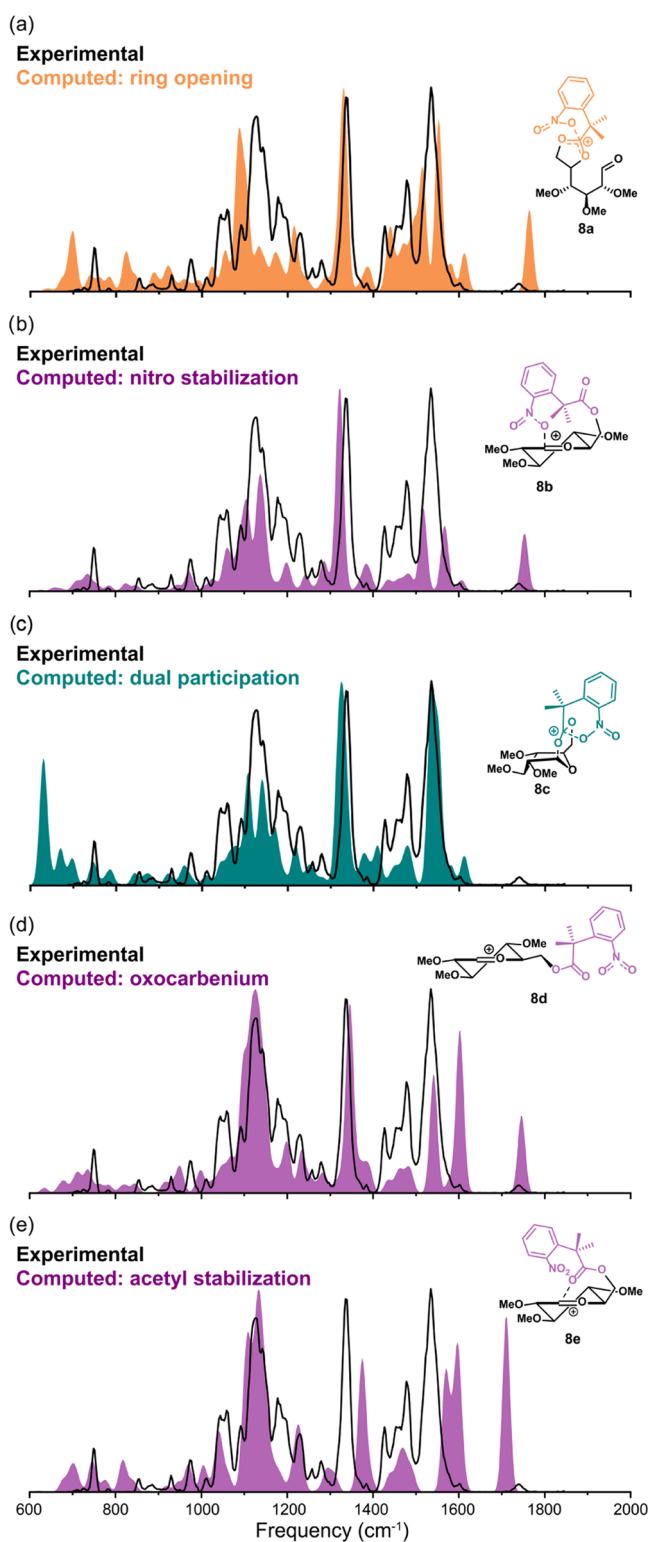 (a)
Experimental
Computed: ring opening
N
O
O
O
⊕
O
O
MeO
OMe
OMe
8a
(b)
Experimental
Computed: nitro stabilization
O
O
N
O
O
⊕
OMe
MeO
O
MeO
8b
(c)
Experimental
Computed: dual participation
⊕
O
O
O
N
O
MeO
MeO
OMe
O
8c
(d)
Experimental
Computed: oxocarbenium
⊕
OMe
MeO
O
MeO
O
O
N
O
O
8d
(e)
Experimental
Computed: acetyl stabilization
NO2
O
O
OMe
MeO
O
MeO
⊕
8e
600 800 1000 1200 1400 1600 1800 2000
Frequency (cm-1)